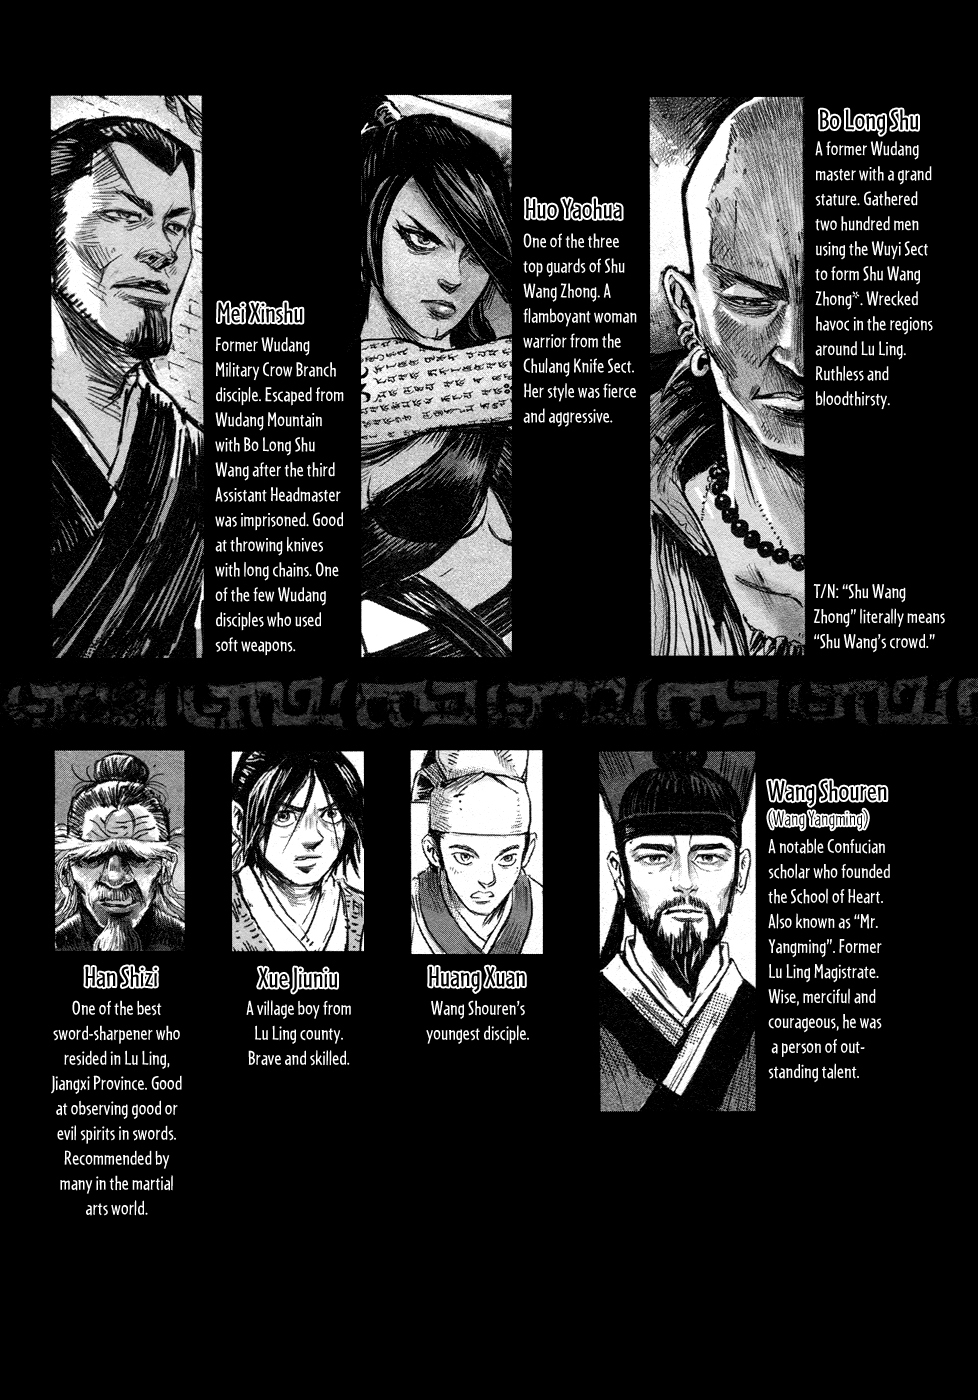 Mei Xinshu
Former Wudang
Military Crow Branch
disciple. Escaped from
Wudang Mountain
with Bo Long Shu
Wang after the third
Assistant Headmaster
was imprisoned. Good
at throwing knives
with long chains. One
of the few Wudang
disciples who used
soft weapons.
Huo Yaohua
One of the three
top guards of Shu
Wang Zhong. A
flamboyant woman
warrior from the
Chulang Knife Sect.
Her style was fierce
and aggressive.
Bo Long Shu
A former Wudang
master with a grand
stature. Gathered
two hundred men
using the Wuyi Sect
to form Shu Wang
Zhong*. Wrecked
havoc in the regions
around Lu Ling.
Ruthless and
bloodthirsty.
T/N: “Shu Wang
Zhong” literally means
“Shu Wang’s crowd.”
Han Shizi
One of the best
sword-sharpener who
resided in Lu Ling,
Jiangxi Province. Good
at observing good or
evil spirits in swords.
Recommended by
many in the martial
arts world.
Xue Jiuniu
A village boy from
Lu Ling county.
Brave and skilled.
Huang Xuan
Wang Shouren’s
youngest disciple.
Wang Shouren
(Wang Yangming)
A notable Confucian
scholar who founded
the School of Heart.
Also known as “Mr.
Yangming”. Former
Lu Ling Magistrate.
Wise, merciful and
courageous, he was
a person of out-
standing talent.